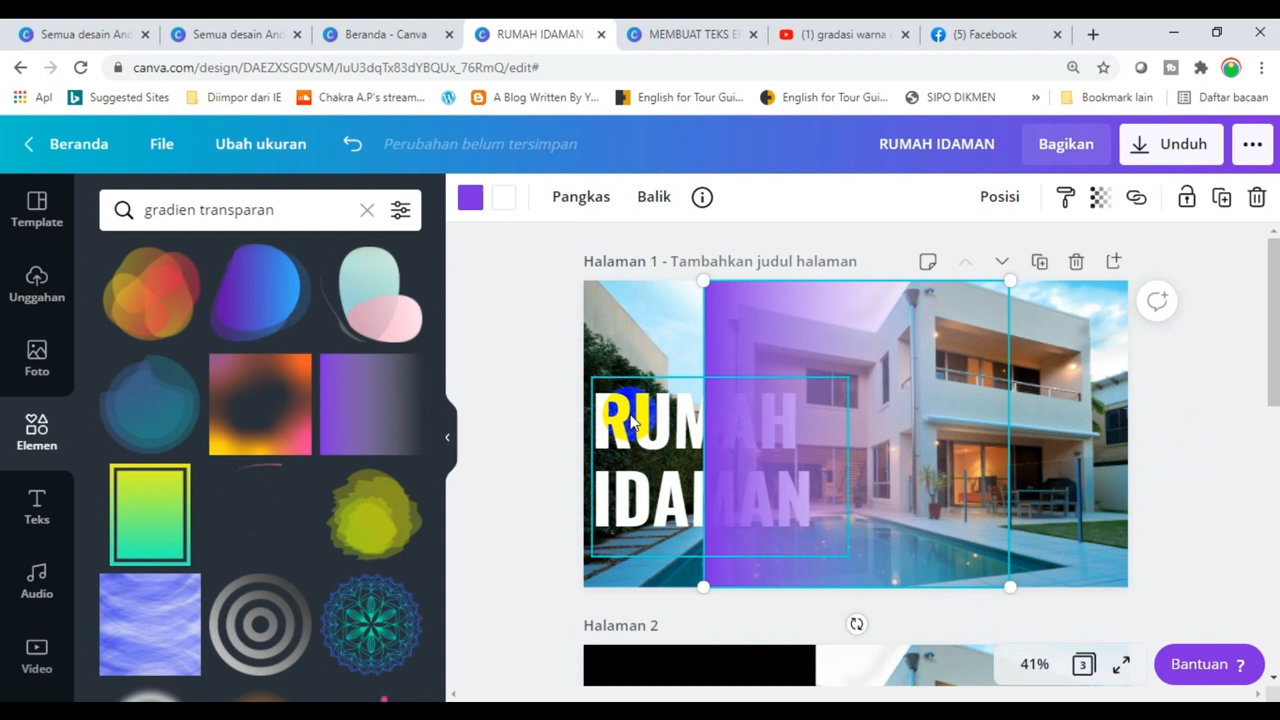 Semua desain And
Semua desain And
Beranda - Canva
RUMAH IDAMAN
MEMBUAT TEKS E
(1) gradasi warna
(5) Facebook
canva.com/design/DAEZXSGDVSM/IuU3dqTx83dYBQUx_76RmQ/edit#
Apl
Suggested Sites
Diimpor dari IE
Chakra A.P's stream...
A Blog Written By Y...
English for Tour Gui...
English for Tour Gui...
SIPO DIKMEN
»
Bookmark lain
Daftar bacaan
Beranda
File
Ubah ukuran
Perubahan belum tersimpan
RUMAH IDAMAN
Bagikan
Unduh
Template
Unggahan
Foto
Elemen
Teks
Audio
Video
gradien transparan
Pangkas
Balik
Posisi
Halaman 1 - Tambahkan judul halaman
RUMAH
IDAMAN
Halaman 2
41%
3
Bantuan ?